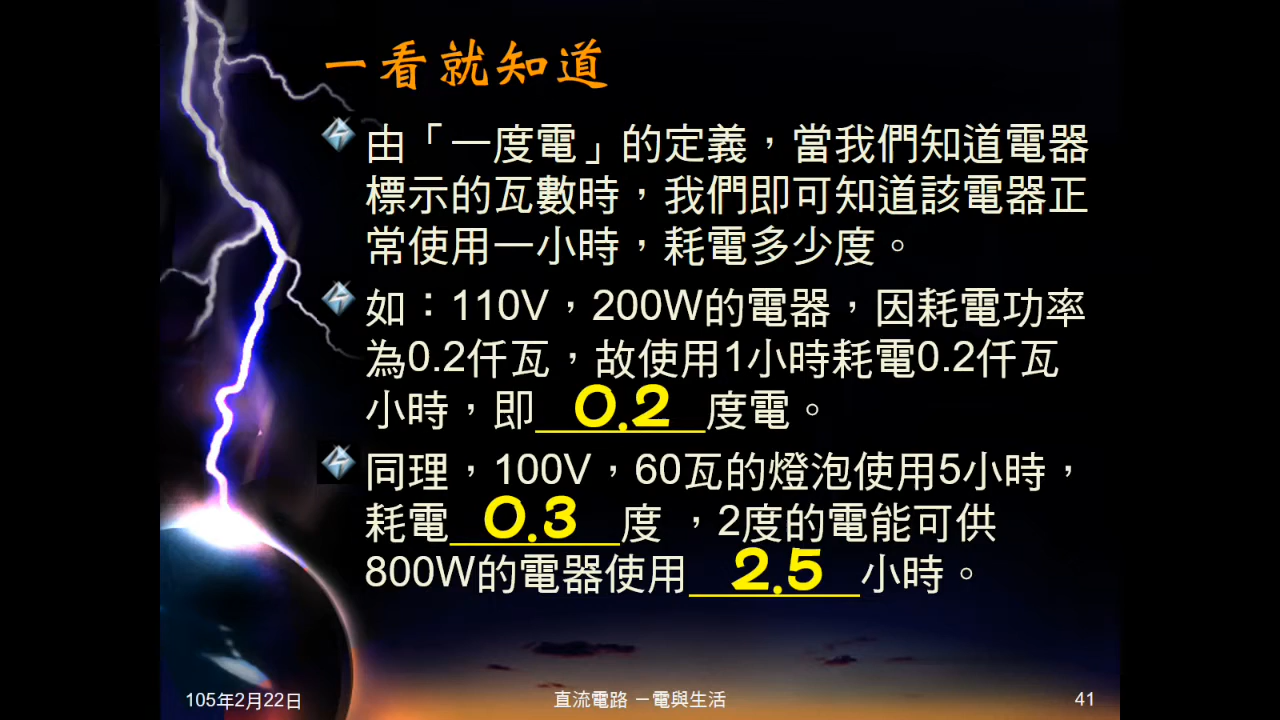 一看就知道
由「一度電」的定義，當我們知道電器
標示的瓦數時，我們即可知道該電器正
常使用一小時，耗電多少度。
如：110V，200W的電器，因耗電功率
為0.2仟瓦，故使用1小時耗電0.2仟瓦
小時，即 0.2 度電。
同理，100V，60瓦的燈泡使用5小時，
耗電 0.3 度 ，2度的電能可供
800W的電器使用 2.5 小時。
105年2月22日
直流電路 －電與生活
41